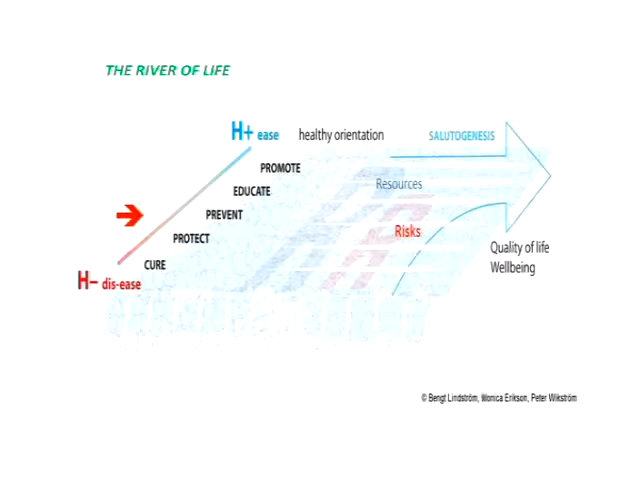 THE RIVER OF LIFE
H+ ease healthy orientation SALUTOGENESIS
PROMOTE
Resources
EDUCATE
PREVENT
Risks
PROTECT
Quality of life
Wellbeing
CURE
H– dis-ease
© Bengt Lindström, Monica Erikson, Peter Wikström